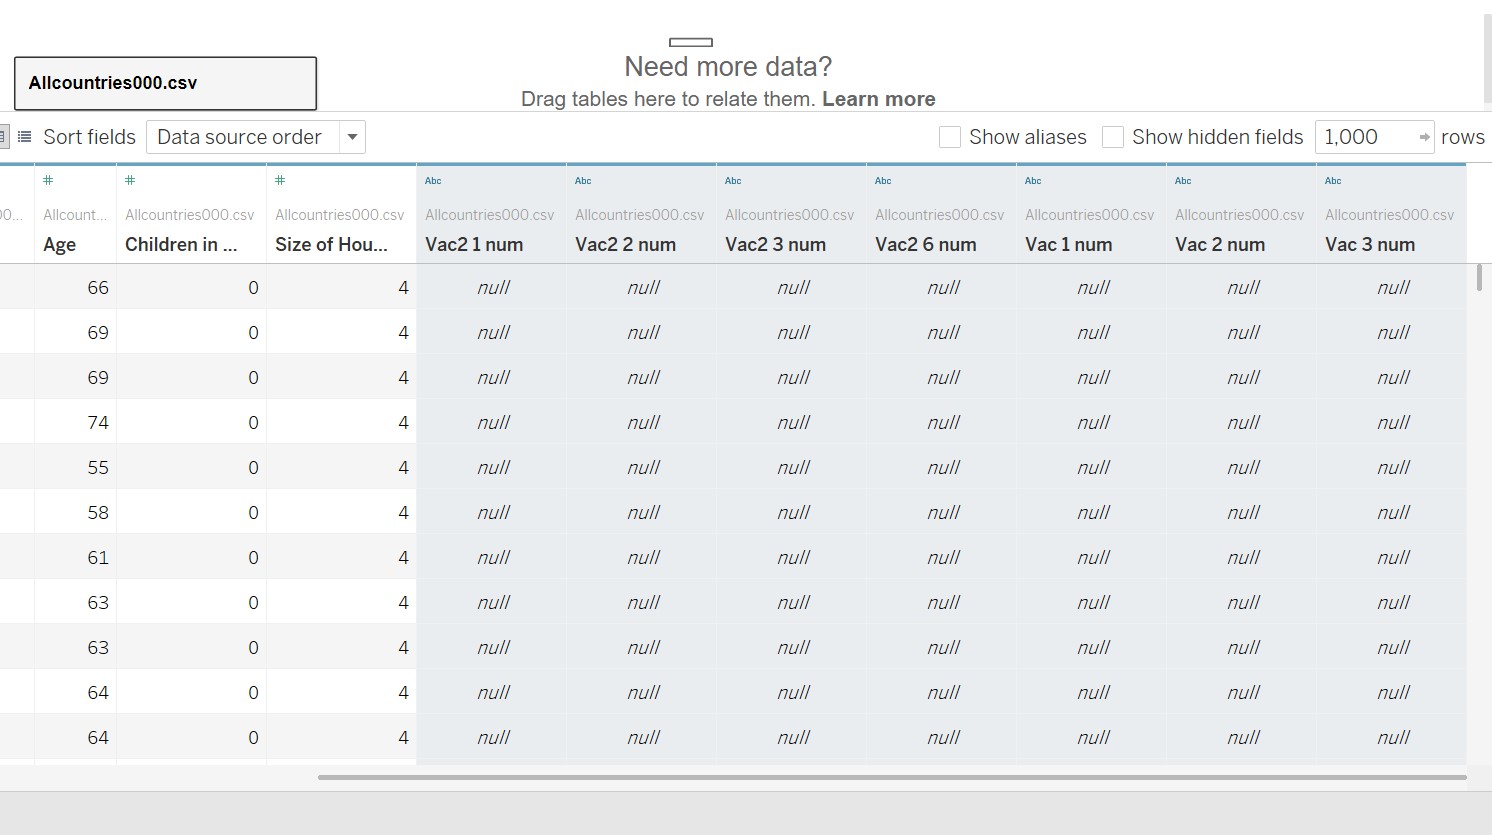 Need more data?
Allcountries000.csv
Drag tables here to relate them. Learn more
Sort fields Data source order Show aliases Show hidden fields 1,000 rows
# # # Abc Abc Abc Abc Abc Abc Abc
Allcount... Allcountries000.csv Allcountries000.csv Allcountries000.csv Allcountries000.csv Allcountries000.csv Allcountries000.csv Allcountries000.csv Allcountries000.csv Allcountries000.csv
Age Children in ... Size of Hou... Vac2 1 num Vac2 2 num Vac2 3 num Vac2 6 num Vac 1 num Vac 2 num Vac 3 num
66 0 4 null null null null null null null
69 0 4 null null null null null null null
69 0 4 null null null null null null null
74 0 4 null null null null null null null
55 0 4 null null null null null null null
58 0 4 null null null null null null null
61 0 4 null null null null null null null
63 0 4 null null null null null null null
63 0 4 null null null null null null null
64 0 4 null null null null null null null
64 0 4 null null null null null null null